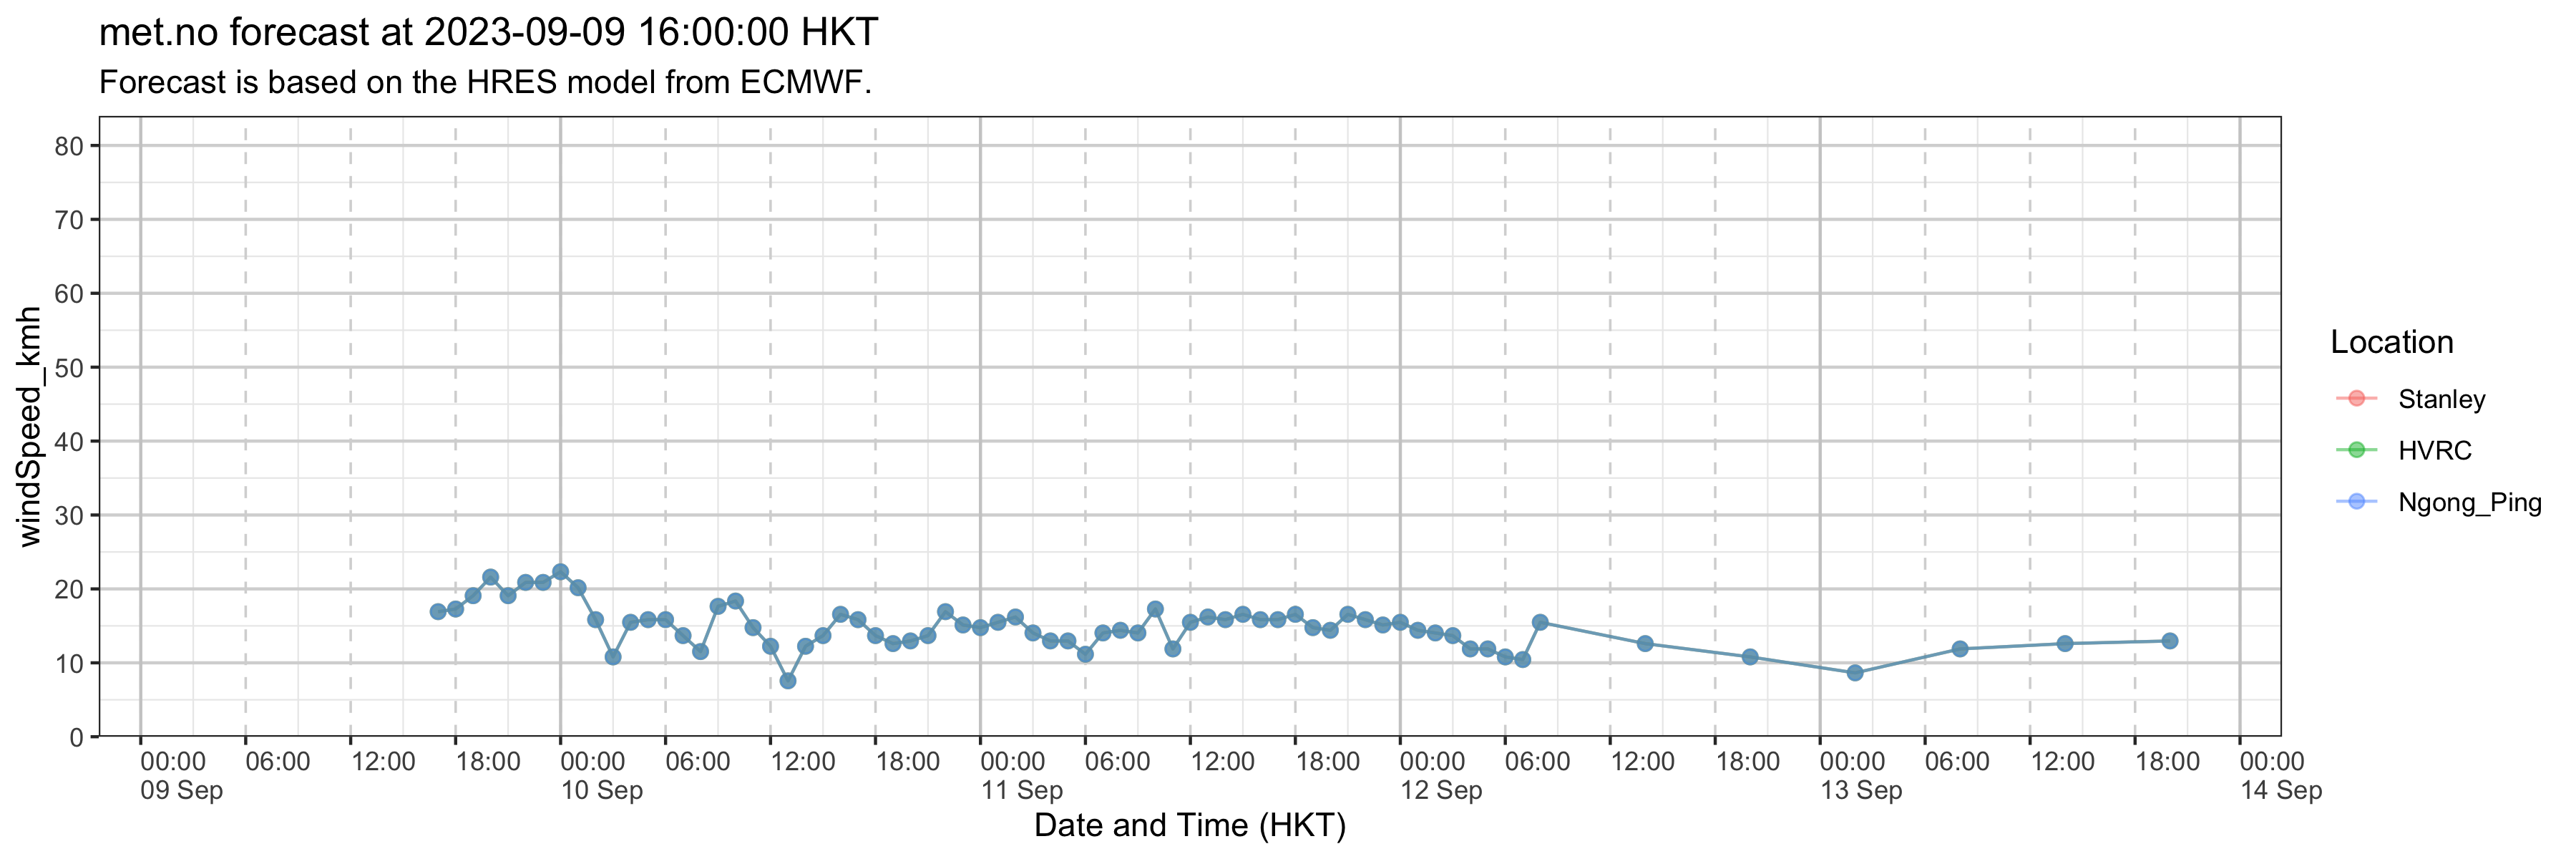 met.no forecast at 2023-09-09 16:00:00 HKT
Forecast is based on the HRES model from ECMWF.
windSpeed_kmh
80
70
60
50
40
30
20
10
0
00:00 06:00 12:00 18:00 00:00 06:00 12:00 18:00 00:00 06:00 12:00 18:00 00:00 06:00 12:00 18:00 00:00 06:00 12:00 18:00 00:00
09 Sep 10 Sep 11 Sep 12 Sep 13 Sep 14 Sep
Date and Time (HKT)
Location
Stanley
HVRC
Ngong_Ping